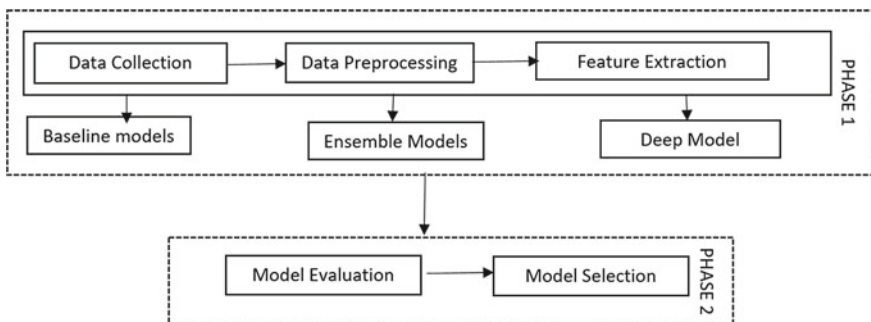 Data Collection
Data Preprocessing
Feature Extraction
PHASE 1
Baseline models
Ensemble Models
Deep Model
Model Evaluation
Model Selection
PHASE 2